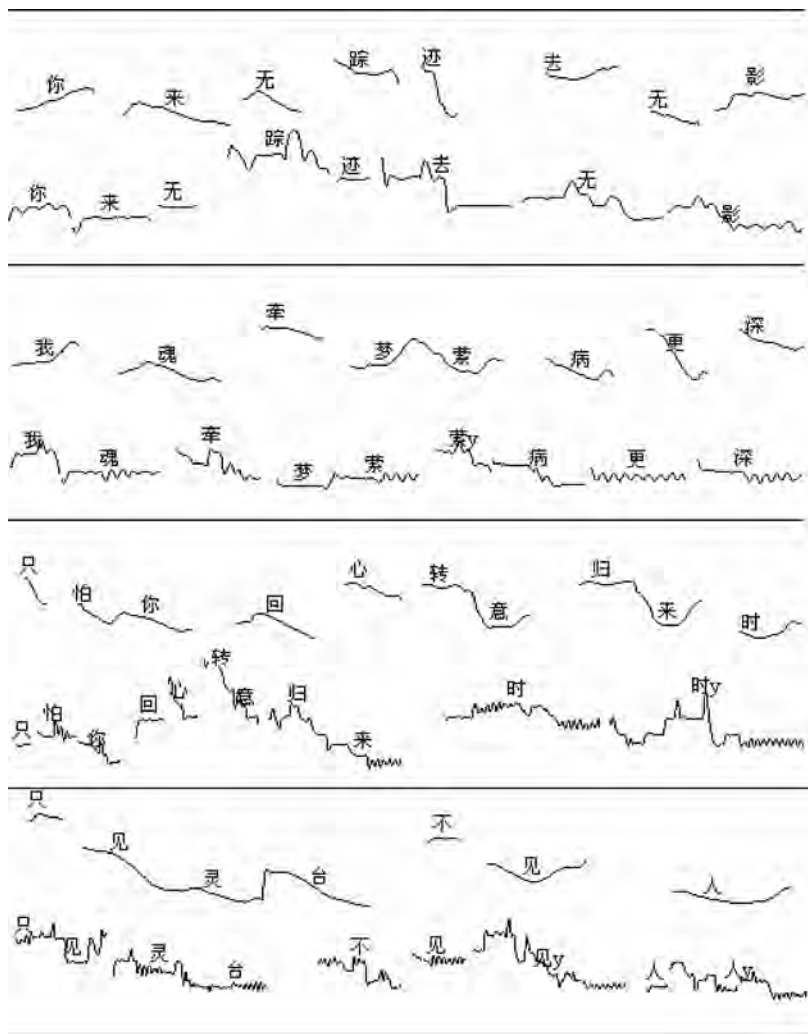 你 来 无 踪 迹 去 无 影
你 来 无 踪 迹 去 无 影
我 魂 牵 梦 萦 病 更 深
我 魂 牵 梦 萦 萦y 病 更 深
只 怕 你 回 心 转 意 归 来 时
只 怕 你 回 心 转 意 归 来 时 时y
只 见 灵 台 不 见 人
只 见 灵 台 不 见 见y 人 人y